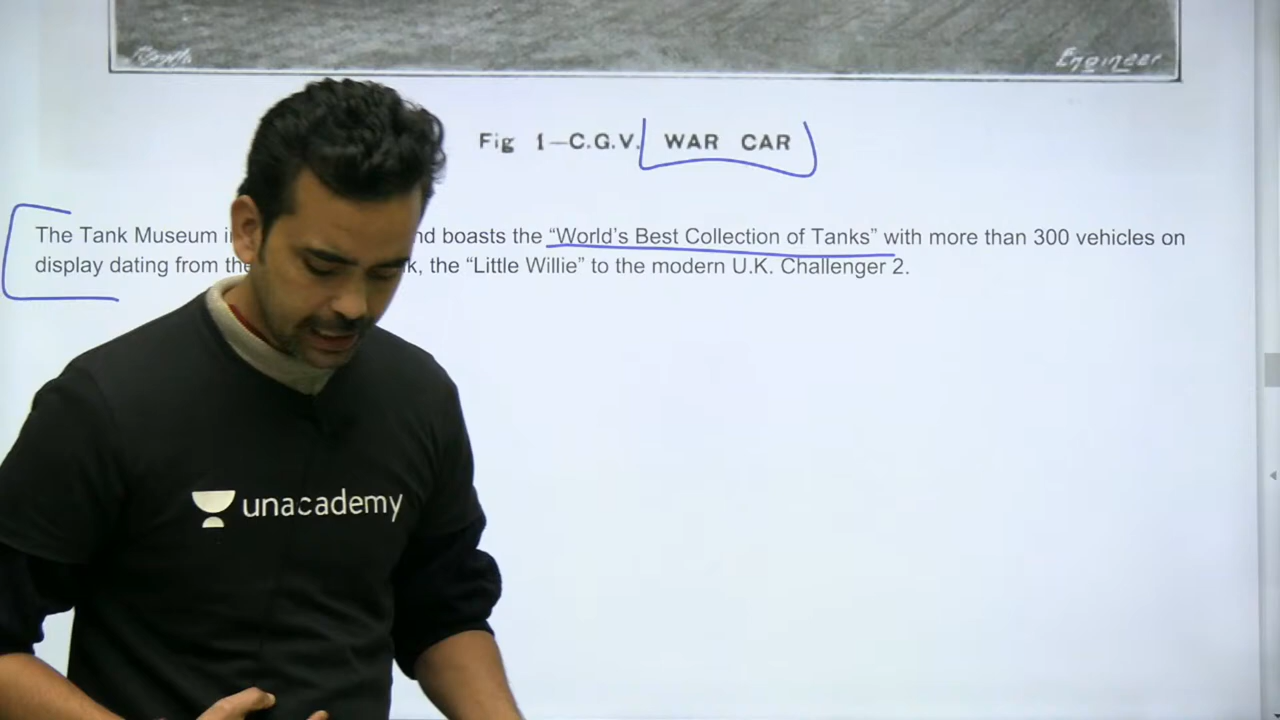 Engineer
Fig 1—C.G.V. WAR CAR
The Tank Museum in nd boasts the “World’s Best Collection of Tanks” with more than 300 vehicles on
display dating from the k, the “Little Willie” to the modern U.K. Challenger 2.
unacademy